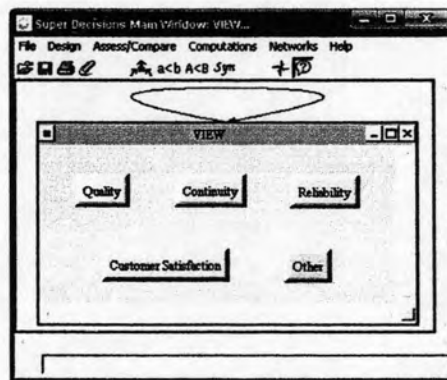 Super Decisions Main Window: VIEW...
File Design Assess/Compare Computations Networks Help
a<b A<B Syn
VIEW
Quality Continuity Reliability
Customer Satisfaction Other